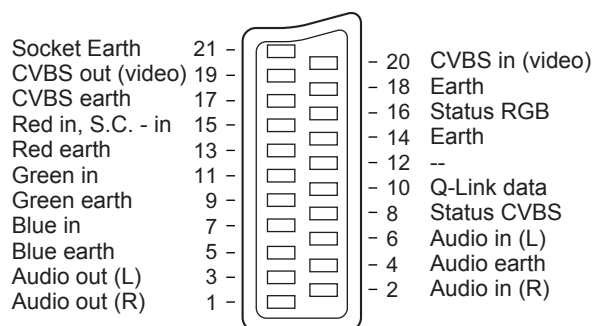 Socket Earth 21 –
CVBS out (video) 19 –
CVBS earth 17 –
Red in, S.C. - in 15 –
Red earth 13 –
Green in 11 –
Green earth 9 –
Blue in 7 –
Blue earth 5 –
Audio out (L) 3 –
Audio out (R) 1 –
– 20 CVBS in (video)
– 18 Earth
– 16 Status RGB
– 14 Earth
– 12 --
– 10 Q-Link data
– 8 Status CVBS
– 6 Audio in (L)
– 4 Audio earth
– 2 Audio in (R)